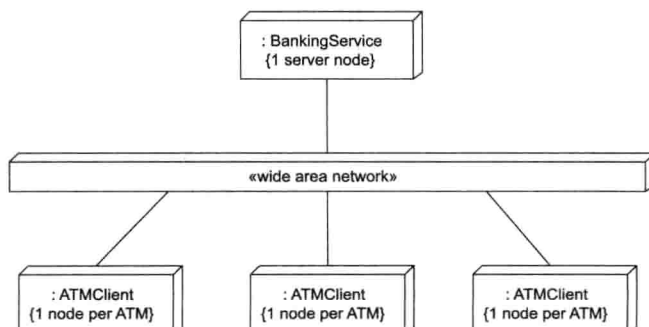 : BankingService
{1 server node}
«wide area network»
: ATMClient
{1 node per ATM}
: ATMClient
{1 node per ATM}
: ATMClient
{1 node per ATM}